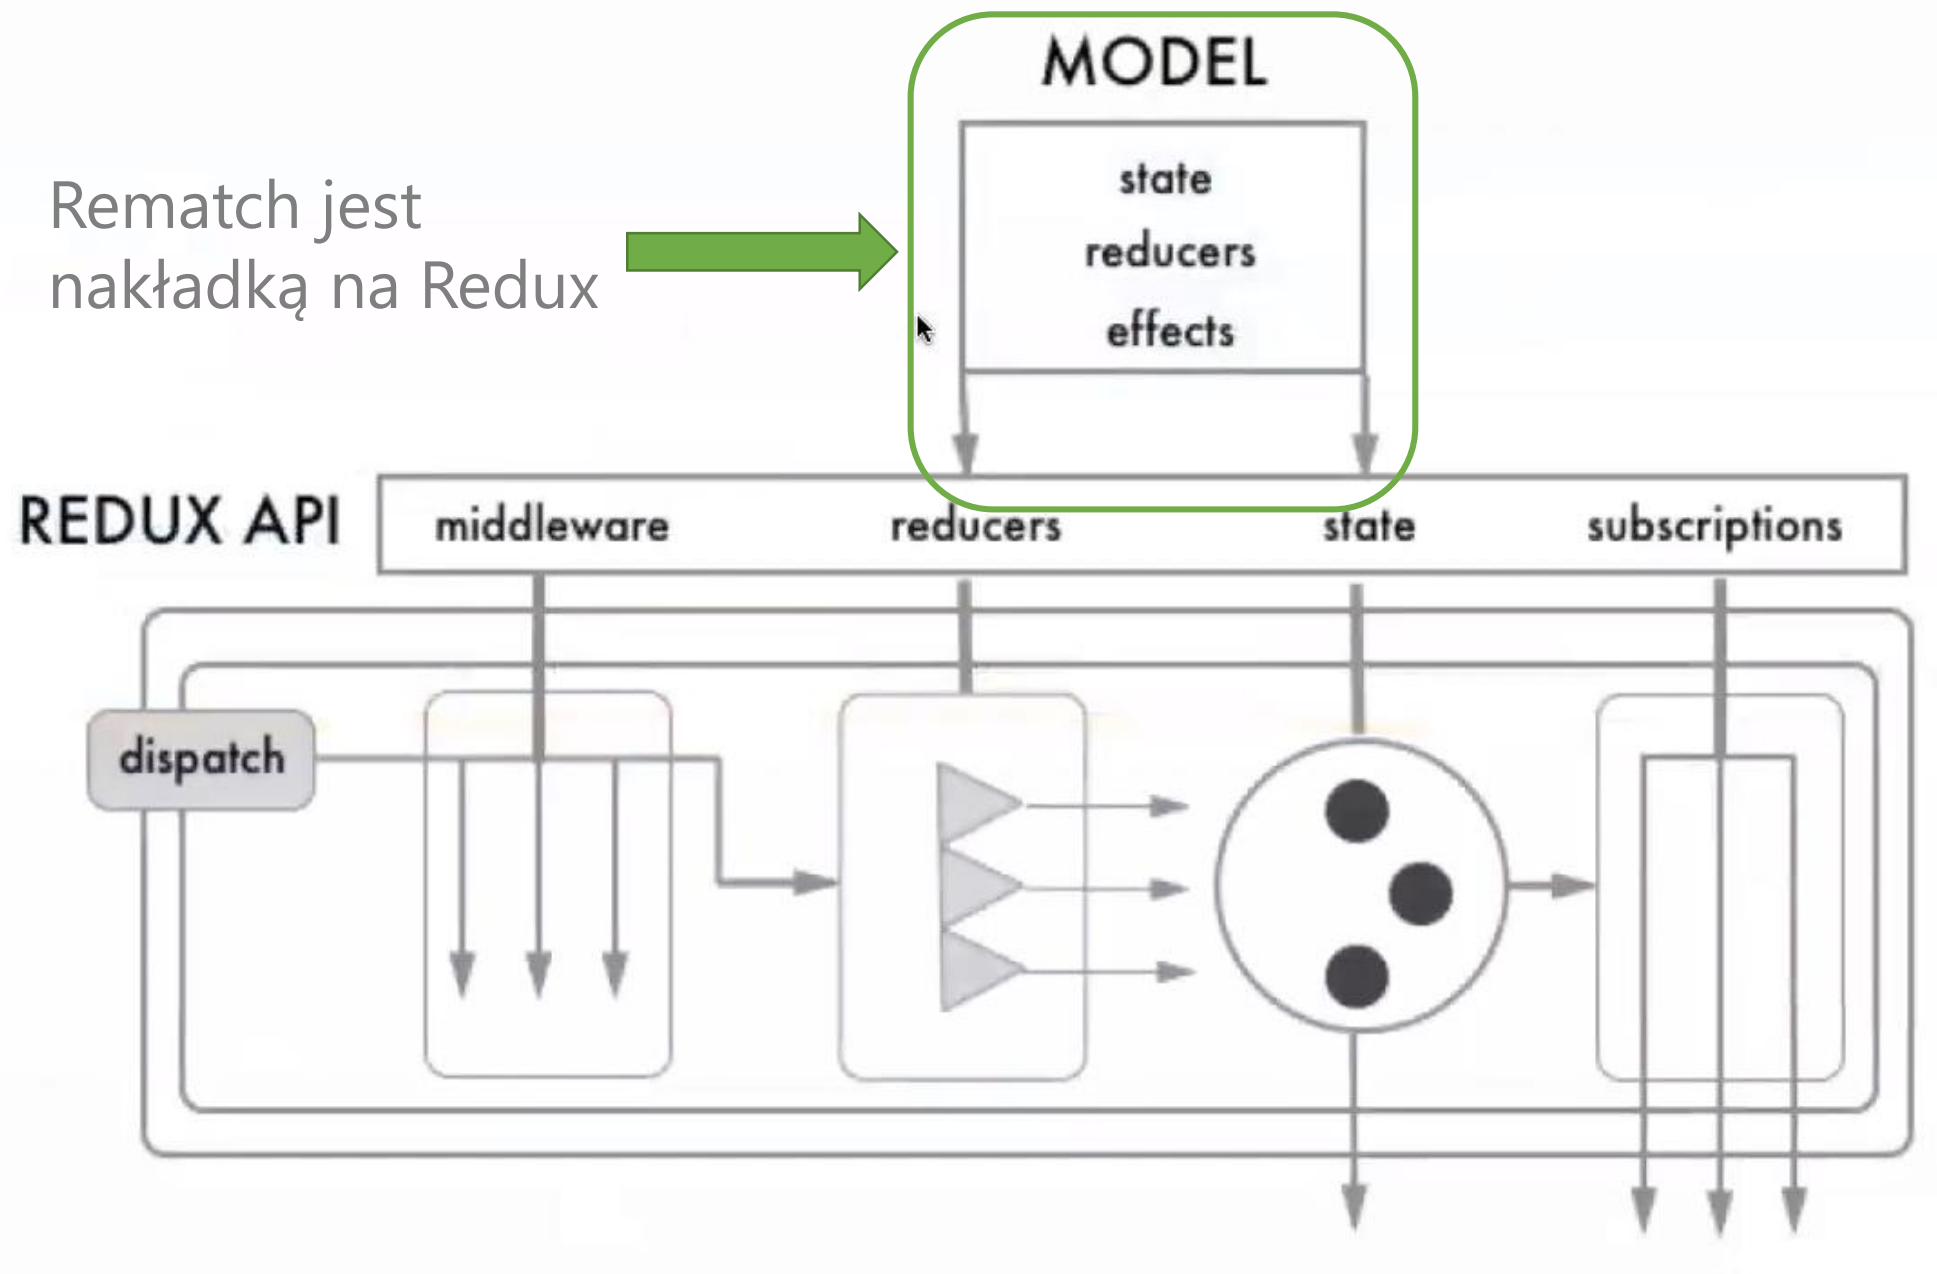 MODEL
state
Rematch jest
nakładką na Redux
reducers
effects
REDUX API
middleware
reducers
state
subscriptions
dispatch